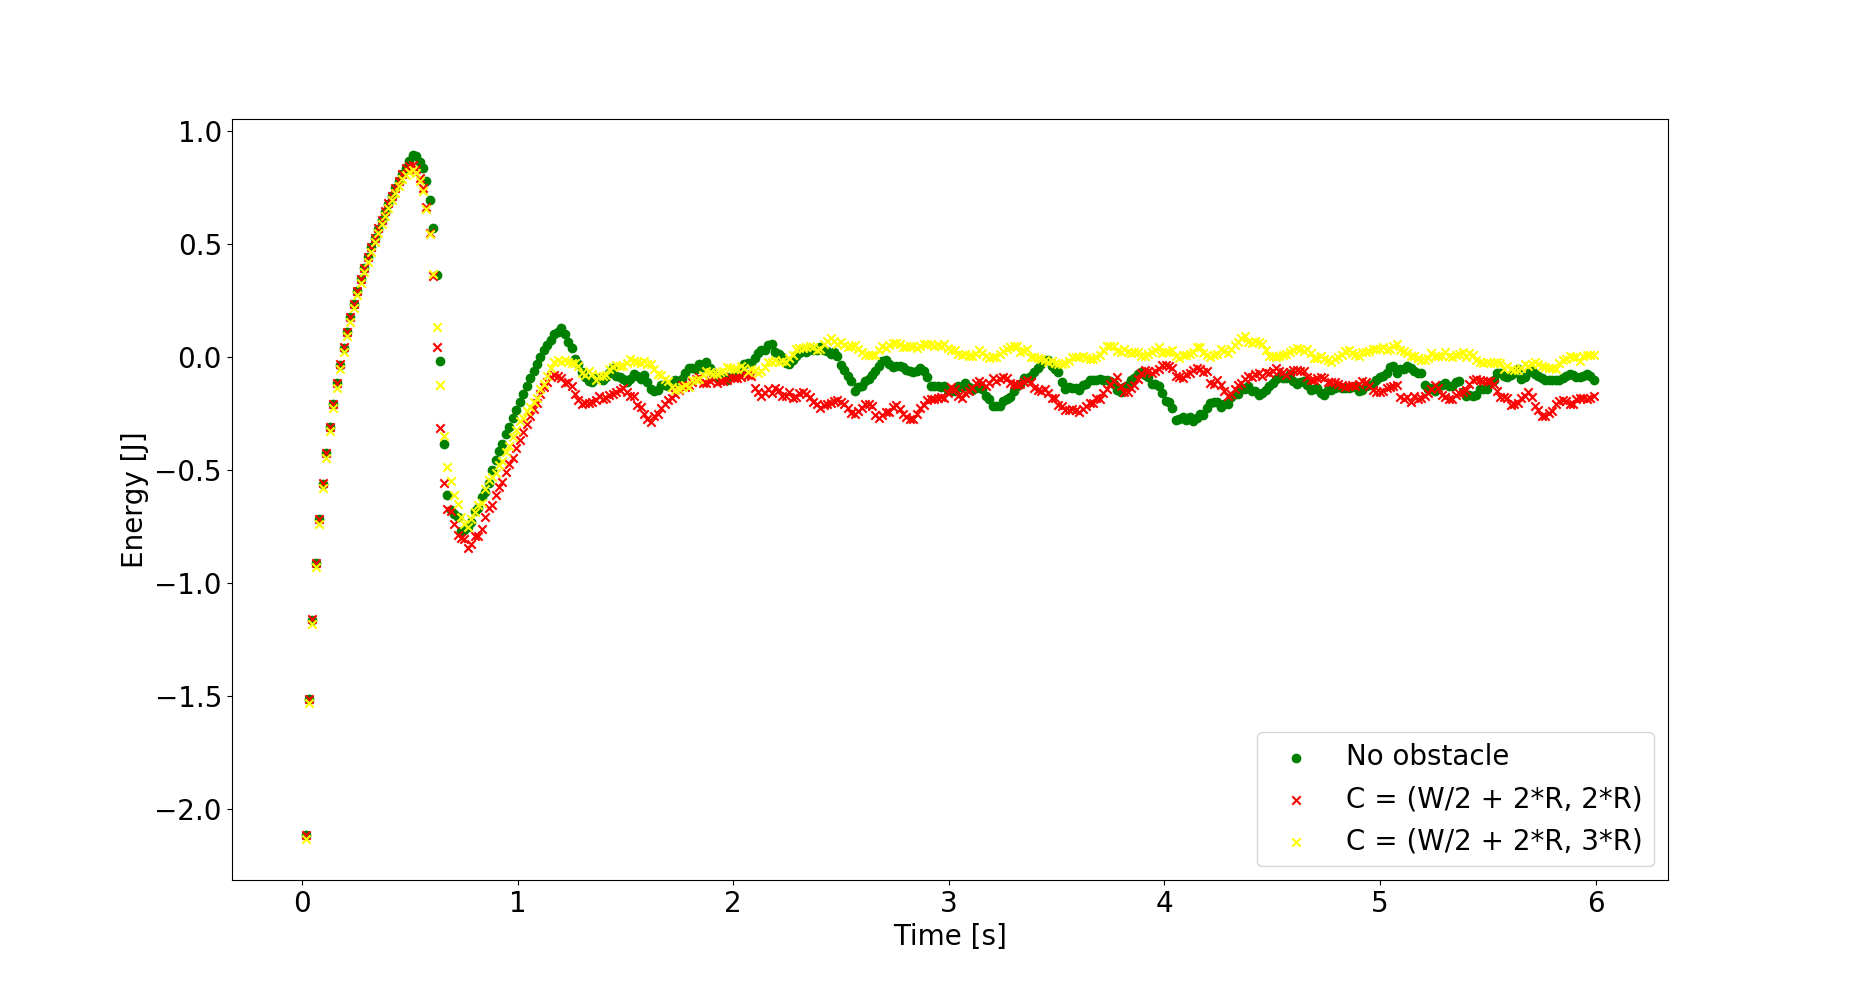 1.0
0.5
0.0
−0.5
−1.0
−1.5
−2.0
Energy [J]
0 1 2 3 4 5 6
Time [s]
No obstacle
C = (W/2 + 2*R, 2*R)
C = (W/2 + 2*R, 3*R)